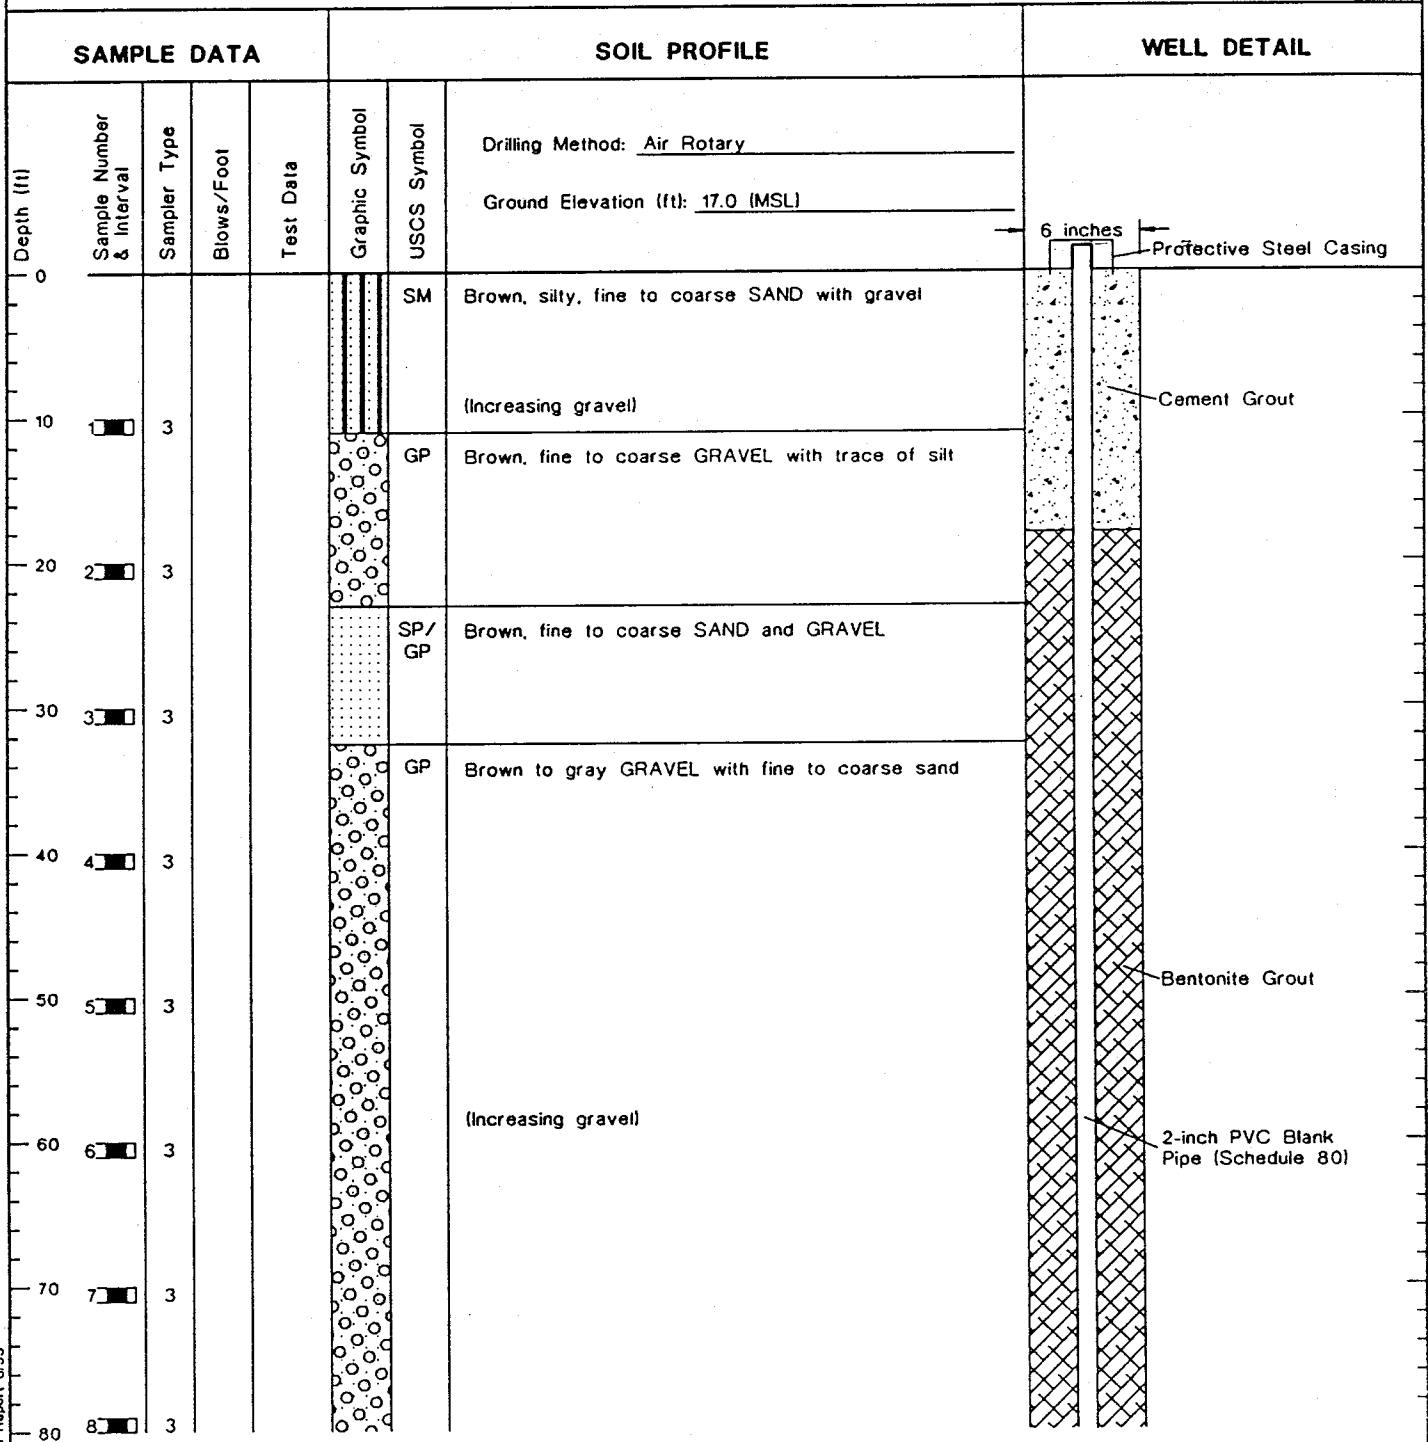 SAMPLE DATA
SOIL PROFILE
WELL DETAIL
Depth (ft)
Sample Number
& Interval
Sampler Type
Blows/Foot
Test Data
Graphic Symbol
USCS Symbol
Drilling Method: Air Rotary
Ground Elevation (ft): 17.0 (MSL)
6 inches
Protective Steel Casing
0
SM
Brown, silty, fine to coarse SAND with gravel
Cement Grout
(Increasing gravel)
10
1
3
GP
Brown, fine to coarse GRAVEL with trace of silt
20
2
3
SP/
GP
Brown, fine to coarse SAND and GRAVEL
30
3
3
GP
Brown to gray GRAVEL with fine to coarse sand
40
4
3
Bentonite Grout
50
5
3
(Increasing gravel)
60
6
3
2-inch PVC Blank
Pipe (Schedule 80)
70
7
3
80
8
3